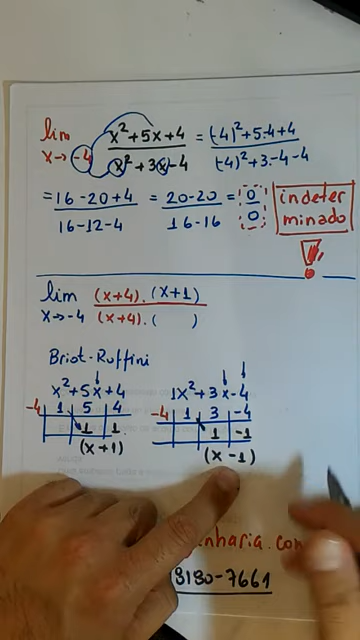 lim x→-4 x²+5x+4 / x²+3x-4 = (-4)²+5.-4+4 / (-4)²+3.-4-4
= 16-20+4 / 16-12-4 = 20-20 / 16-16 = 0/0 indeterminado!
lim x→-4 (x+4).(x+1) / (x+4).( )
Briot-Ruffini
x²+5x+4 1x²+3x-4
-4 1 5 4 -4 1 3 -4
1 1 1 -1
(x+1) (x-1)
nharia.com
8180-7661